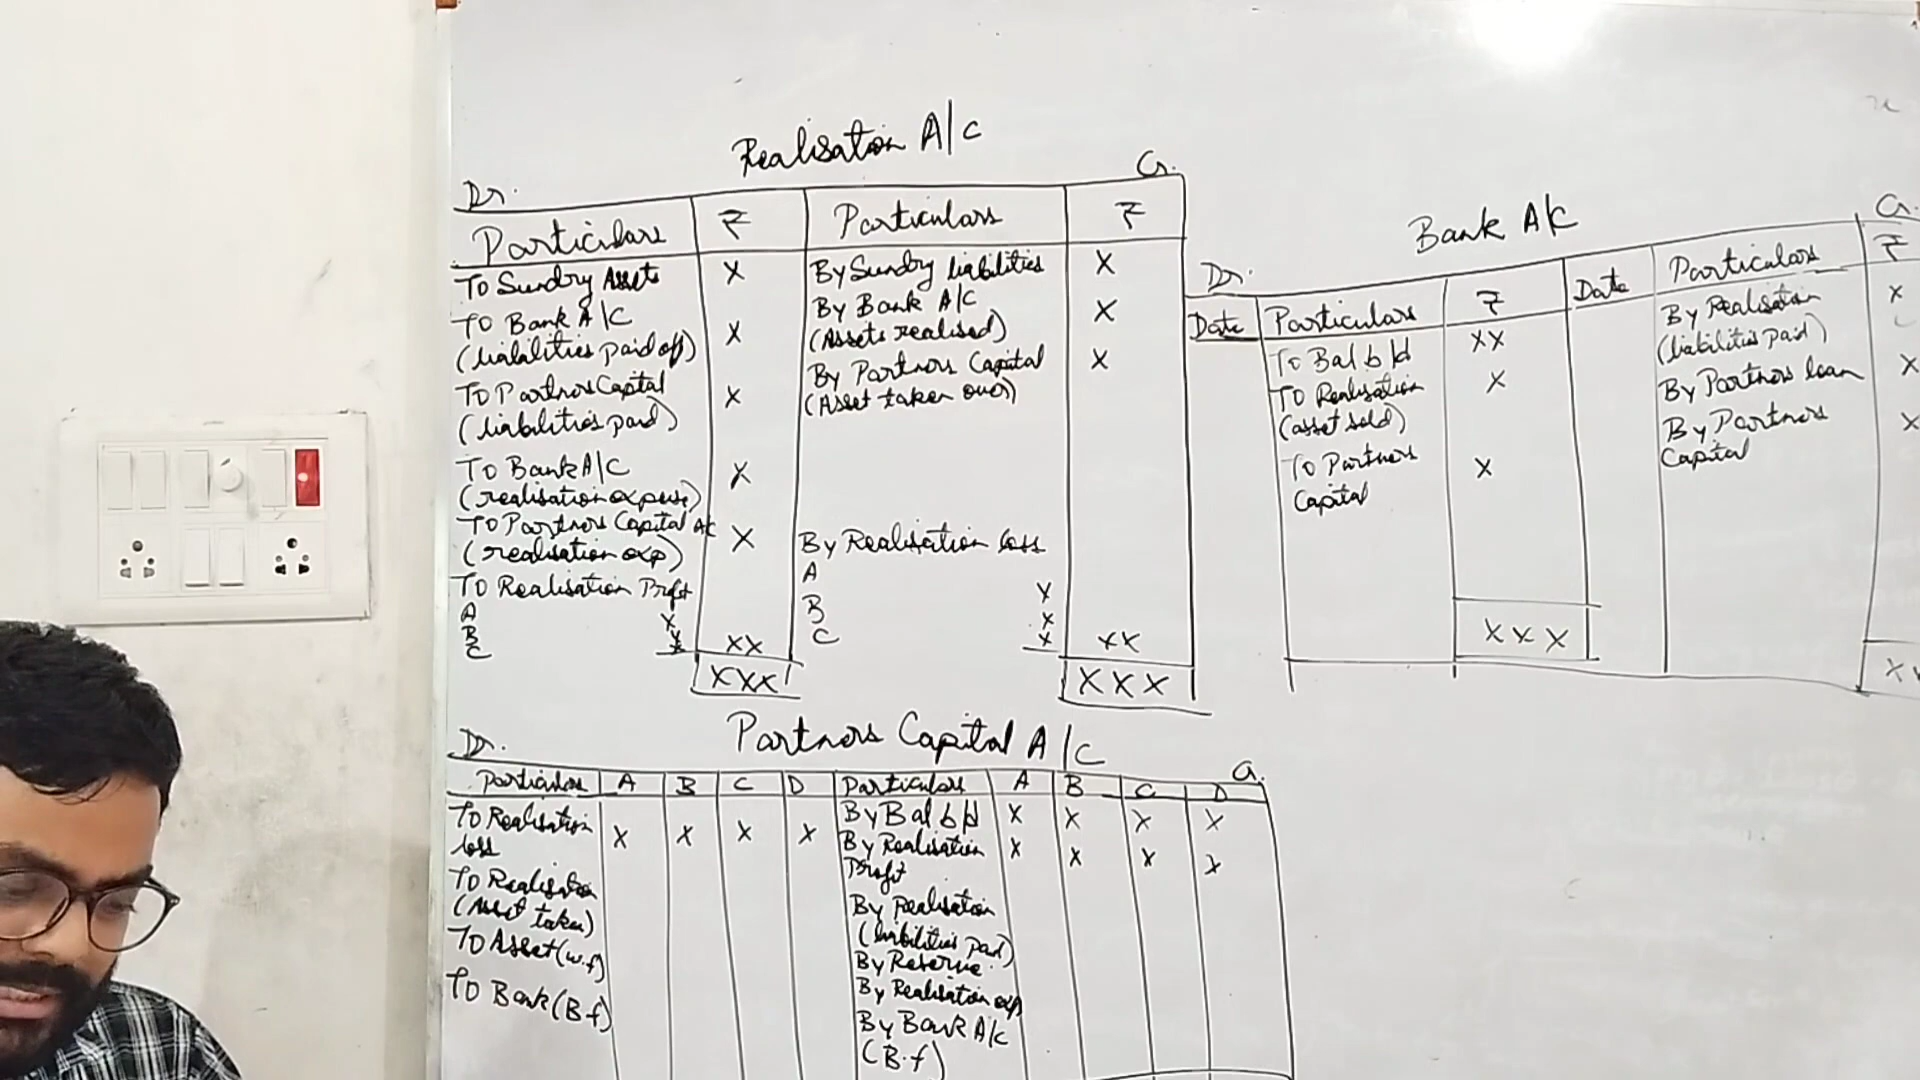 Realisation A/c
Dr. Cr.
Particulars ₹ Particulars ₹
To Sundry Assets X
To Bank A/C
(liabilities paid off) X
To Partners Capital
(liabilities paid) X
To Bank A/C
(realisation expense) X
To Partners Capital A/c
(realisation exp) X
To Realisation Profit
A X
B X
C X XX
XXX
By Sundry liabilities X
By Bank A/C
(Assets realised) X
By Partners Capital X
(Asset taken over)
By Realisation loss
A X
B X
C X XX
XXX
Bank A/c
Dr. Cr.
Date Particulars ₹ Date Particulars ₹
To Bal b/d XX
To Realisation X
(asset sold)
To Partners X
Capital
XXX
By Realisation X
(liabilities paid)
By Partners loan X
By Partners X
Capital
Partners Capital A/C
Dr. Cr.
Particulars A B C D Particulars A B C D
To Realisation
loss X X X X
To Realisation
(Asset taken)
To Asset (w.f)
To Bank (B.f)
By Bal b/d X X X X
By Realisation X X X X
Profit
By Realisation
(liabilities paid)
By Reserve
By Realisation exp
By Bank A/c
(B.f)